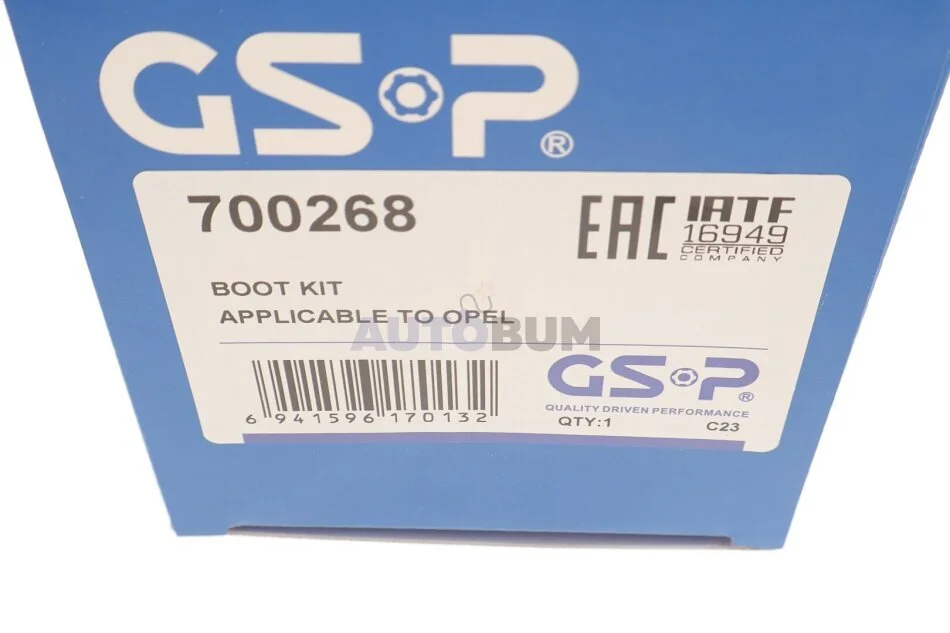 GSP®
700268
EAC
IATF
16949
CERTIFIED
COMPANY
BOOT KIT
APPLICABLE TO OPEL
AUTOBUM
6 941596 170132
GSP®
QUALITY DRIVEN PERFORMANCE
QTY:1
C23